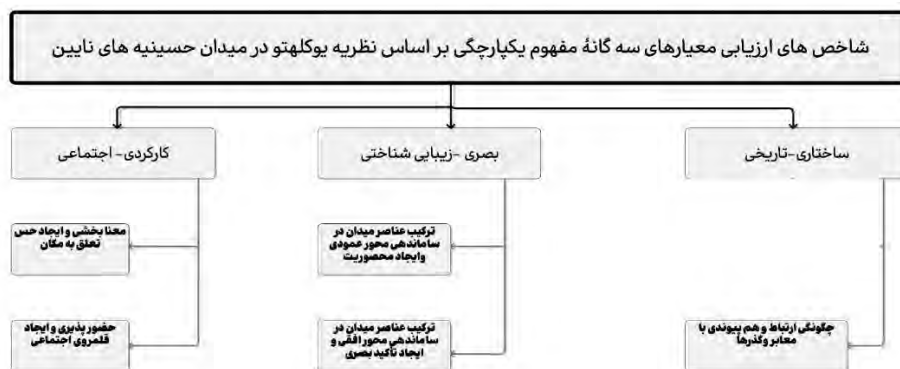 شاخص های ارزیابی معیارهای سه گانهٔ مفهوم یکپارچگی بر اساس نظریه یوکلهتو در میدان حسینیه های نایین
ساختاری-تاریخی
بصری -زیبایی شناختی
کارکردی- اجتماعی
چگونگی ارتباط و هم پیوندی با
معابر وگذرها
ترکیب عناصر میدان در
ساماندهی محور عمودی
وایجاد محصوریت
ترکیب عناصر میدان در
ساماندهی محور افقی و
ایجاد تأکید بصری
معنا بخشی و ایجاد حس
تعلق به مکان
حضور پذیری و ایجاد
قلمروی اجتماعی